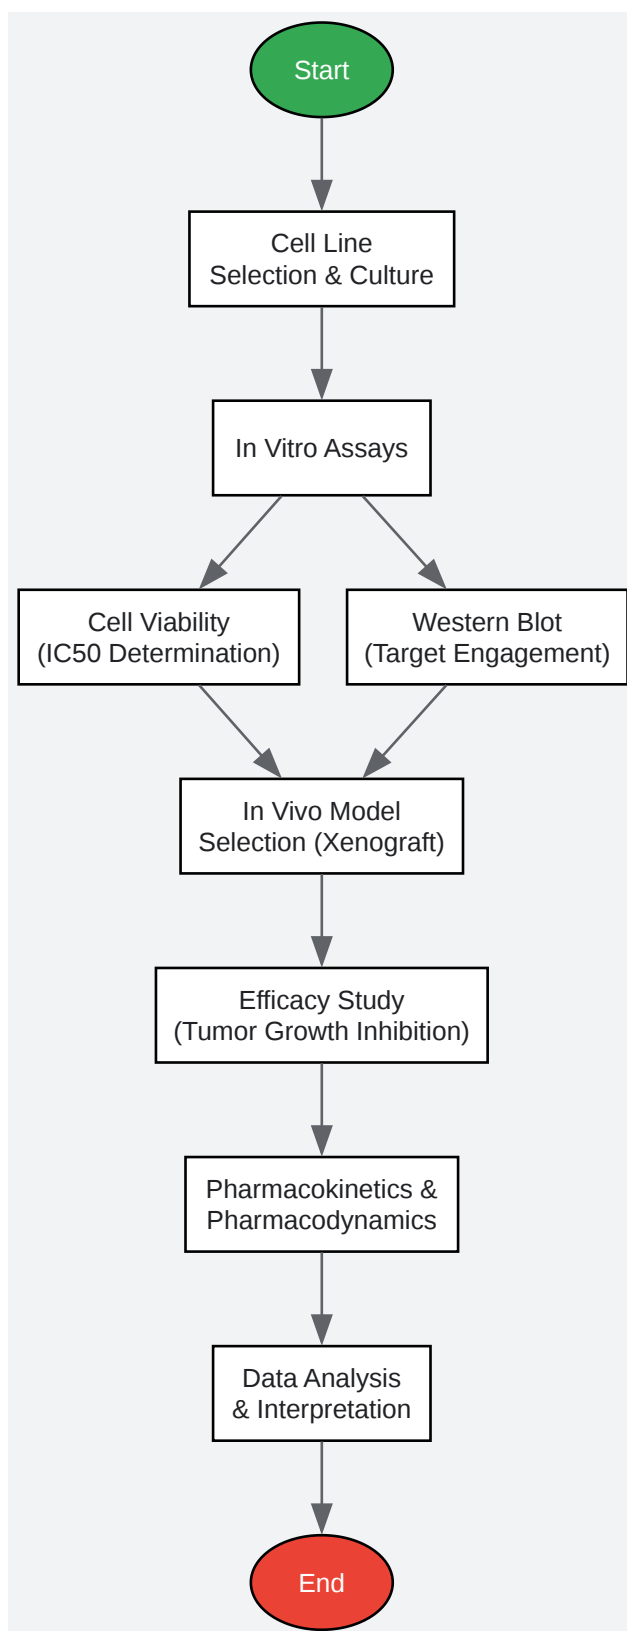 Start
Cell Line
Selection & Culture
In Vitro Assays
Cell Viability
(IC50 Determination)
Western Blot
(Target Engagement)
In Vivo Model
Selection (Xenograft)
Efficacy Study
(Tumor Growth Inhibition)
Pharmacokinetics &
Pharmacodynamics
Data Analysis
& Interpretation
End